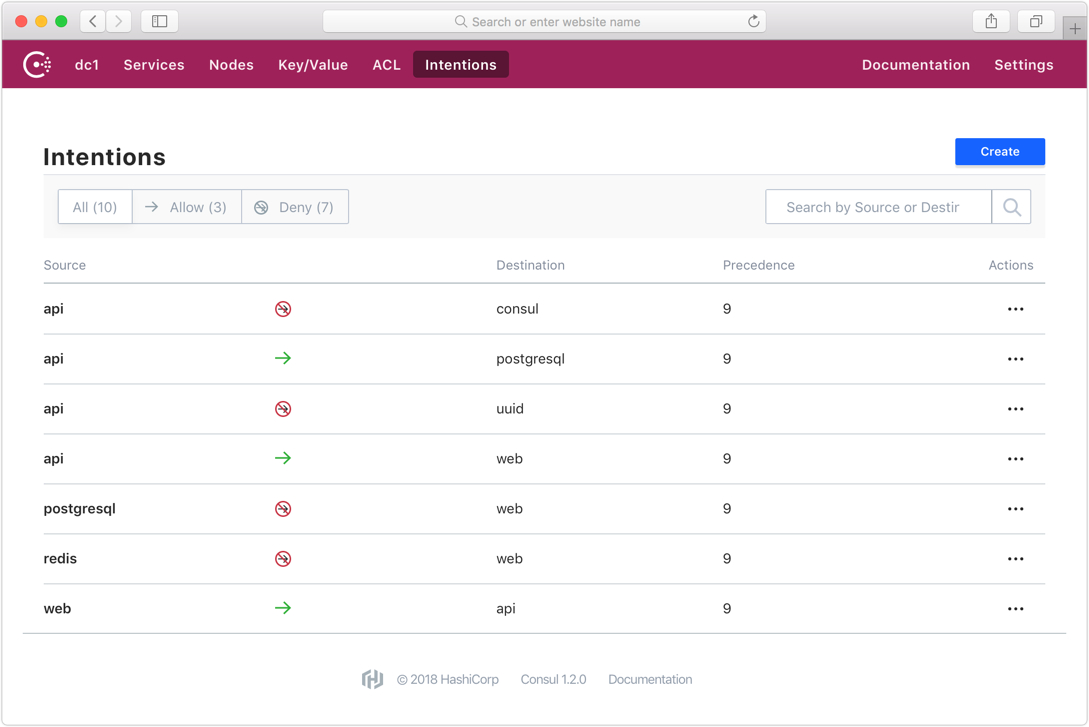 Search or enter website name
dc1 Services Nodes Key/Value ACL Intentions Documentation Settings
Intentions
Create
All (10) Allow (3) Deny (7) Search by Source or Destir
Source Destination Precedence Actions
api consul 9
api postgresql 9
api uuid 9
api web 9
postgresql web 9
redis web 9
web api 9
© 2018 HashiCorp Consul 1.2.0 Documentation